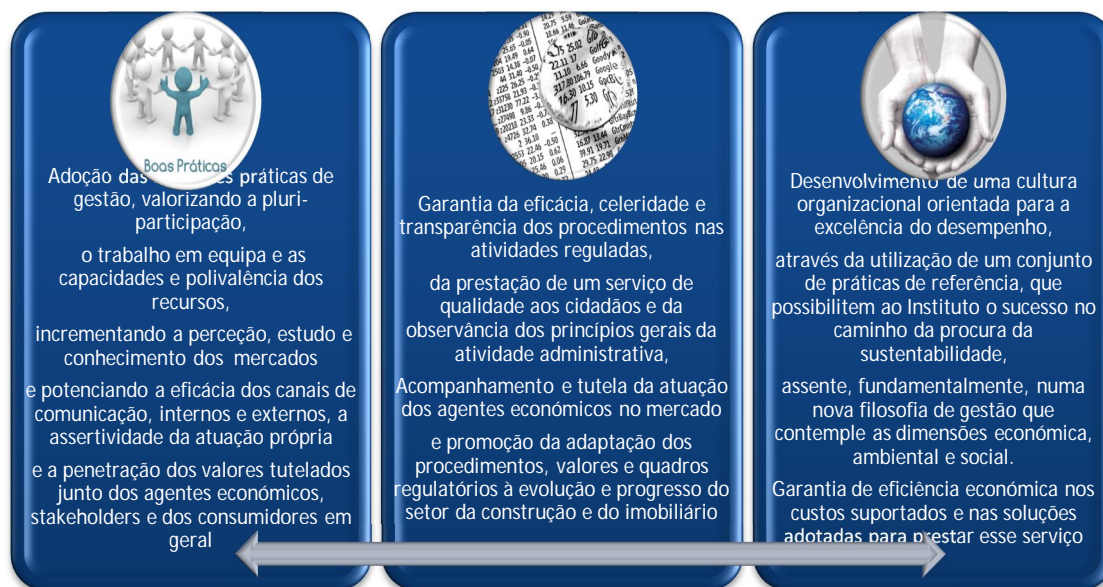 Boas Práticas
Adoção das práticas de
gestão, valorizando a pluri-
participação,
o trabalho em equipa e as
capacidades e polivalência dos
recursos,
incrementando a perceção, estudo e
conhecimento dos mercados
e potenciando a eficácia dos canais de
comunicação, internos e externos, a
assertividade da atuação própria
e a penetração dos valores tutelados
junto dos agentes económicos,
stakeholders e dos consumidores em
geral
Garantia da eficácia, celeridade e
transparência dos procedimentos nas
atividades reguladas,
da prestação de um serviço de
qualidade aos cidadãos e da
observância dos princípios gerais da
atividade administrativa,
Acompanhamento e tutela da atuação
dos agentes económicos no mercado
e promoção da adaptação dos
procedimentos, valores e quadros
regulatórios à evolução e progresso do
setor da construção e do imobiliário
Desenvolvimento de uma cultura
organizacional orientada para a
excelência do desempenho,
através da utilização de um conjunto
de práticas de referência, que
possibilitem ao Instituto o sucesso no
caminho da procura da
sustentabilidade,
assente, fundamentalmente, numa
nova filosofia de gestão que
contemple as dimensões económica,
ambiental e social.
Garantia de eficiência económica nos
custos suportados e nas soluções
adotadas para prestar esse serviço